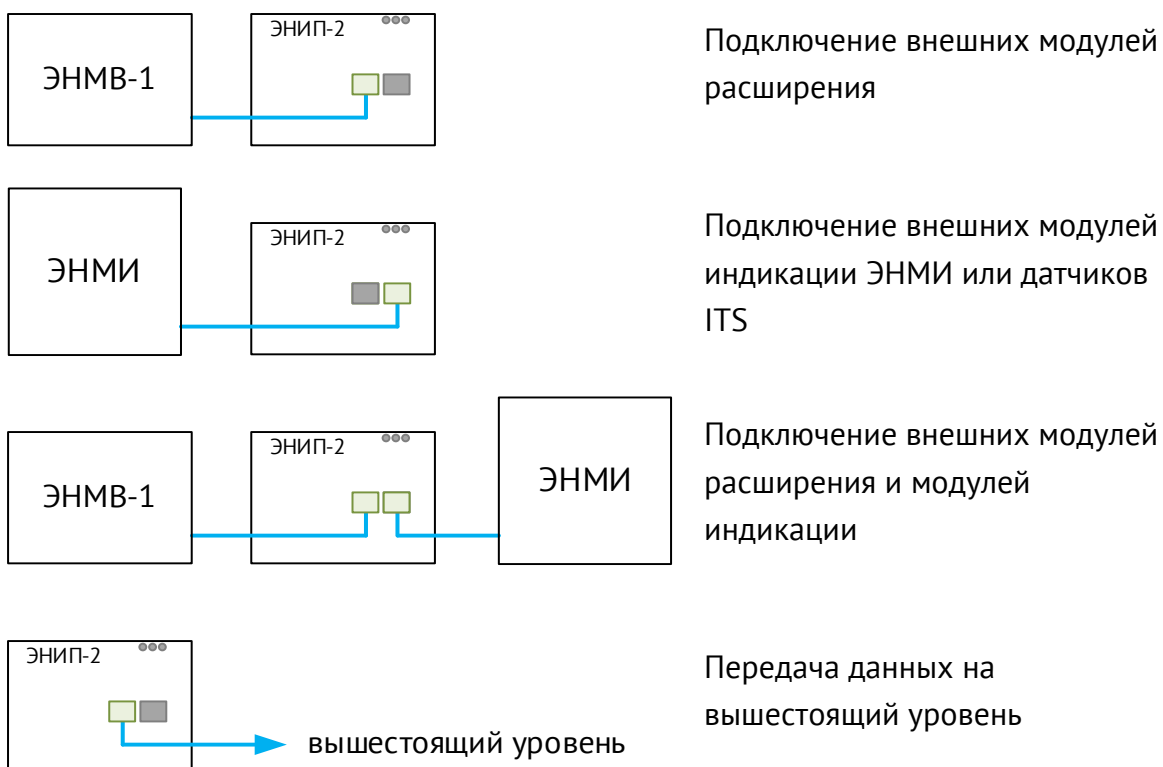 ЭНМВ-1
ЭНИП-2
Подключение внешних модулей
расширения
ЭНМИ
ЭНИП-2
Подключение внешних модулей
индикации ЭНМИ или датчиков
ITS
ЭНМВ-1
ЭНИП-2
ЭНМИ
Подключение внешних модулей
расширения и модулей
индикации
ЭНИП-2
вышестоящий уровень
Передача данных на
вышестоящий уровень